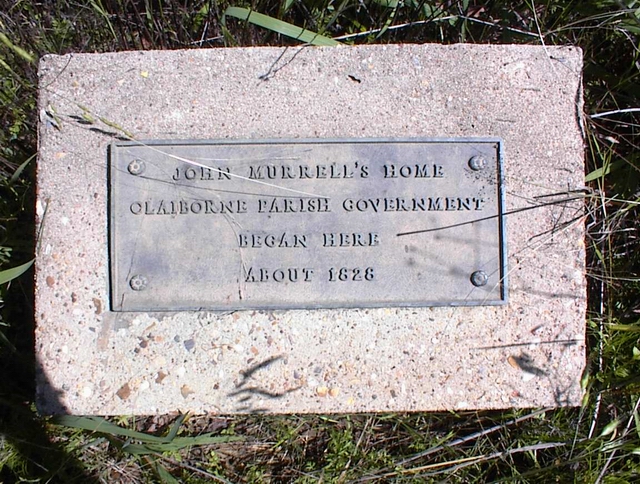 JOHN MURRELL'S HOME
CLAIBORNE PARISH GOVERNMENT
BEGAN HERE
ABOUT 1828